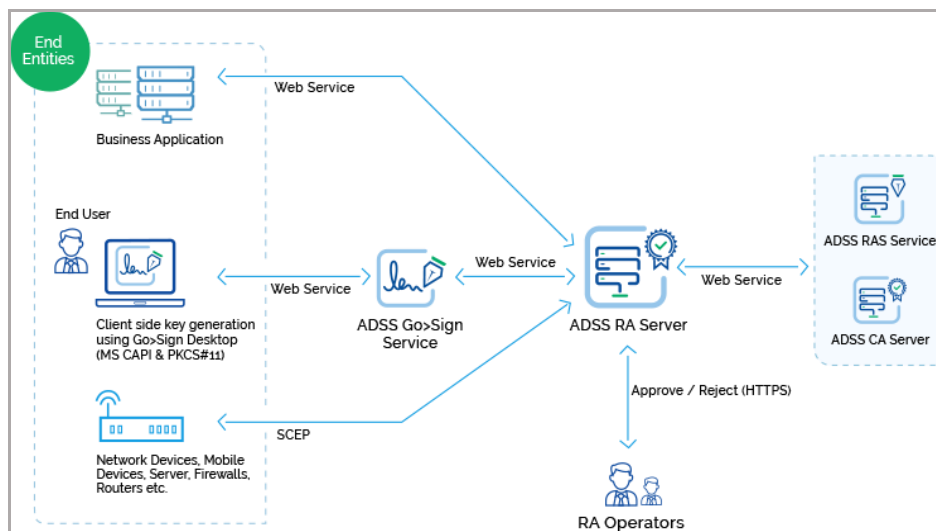 End
Entities
Business Application
Web Service
End User
Client side key generation
using Go>Sign Desktop
(MS CAPI & PKCS#11)
Web Service
ADSS Go>Sign
Service
Web Service
ADSS RA Server
Web Service
ADSS RAS Service
ADSS CA Server
Approve / Reject (HTTPS)
SCEP
Network Devices, Mobile
Devices, Server, Firewalls,
Routers etc.
RA Operators